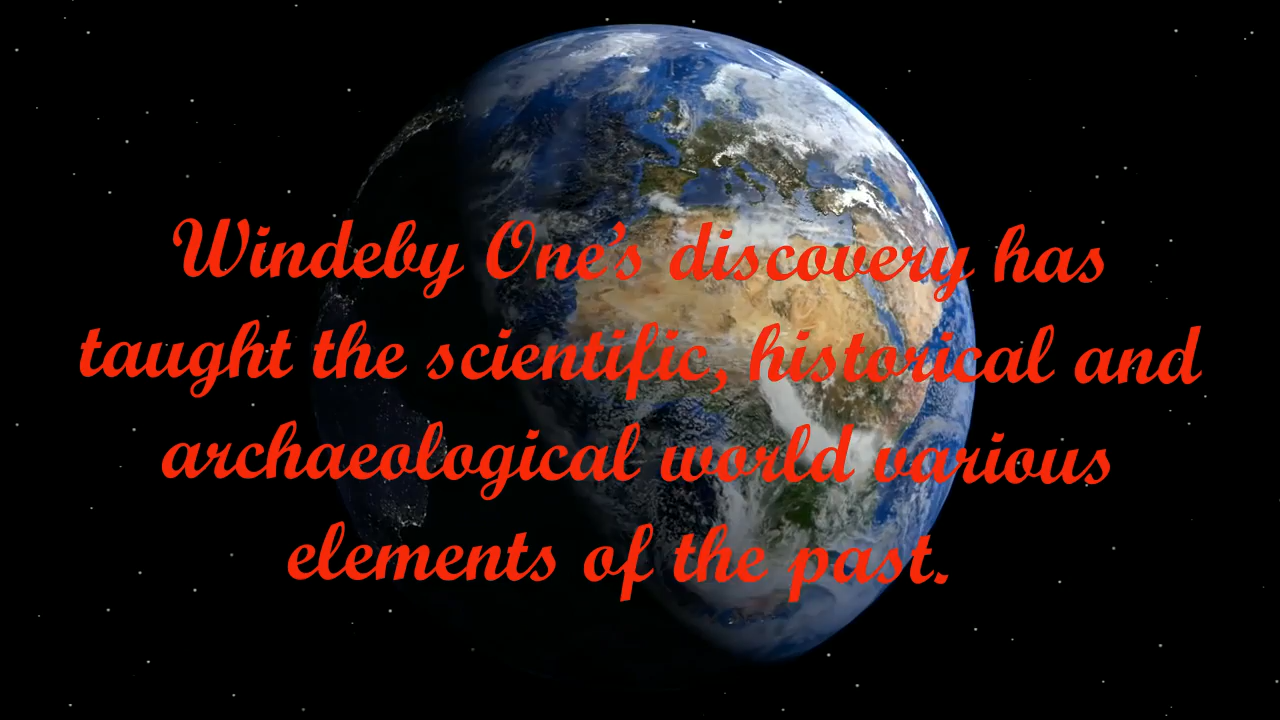 Windeby One's discovery has
taught the scientific, historical and
archaeological world various
elements of the past.